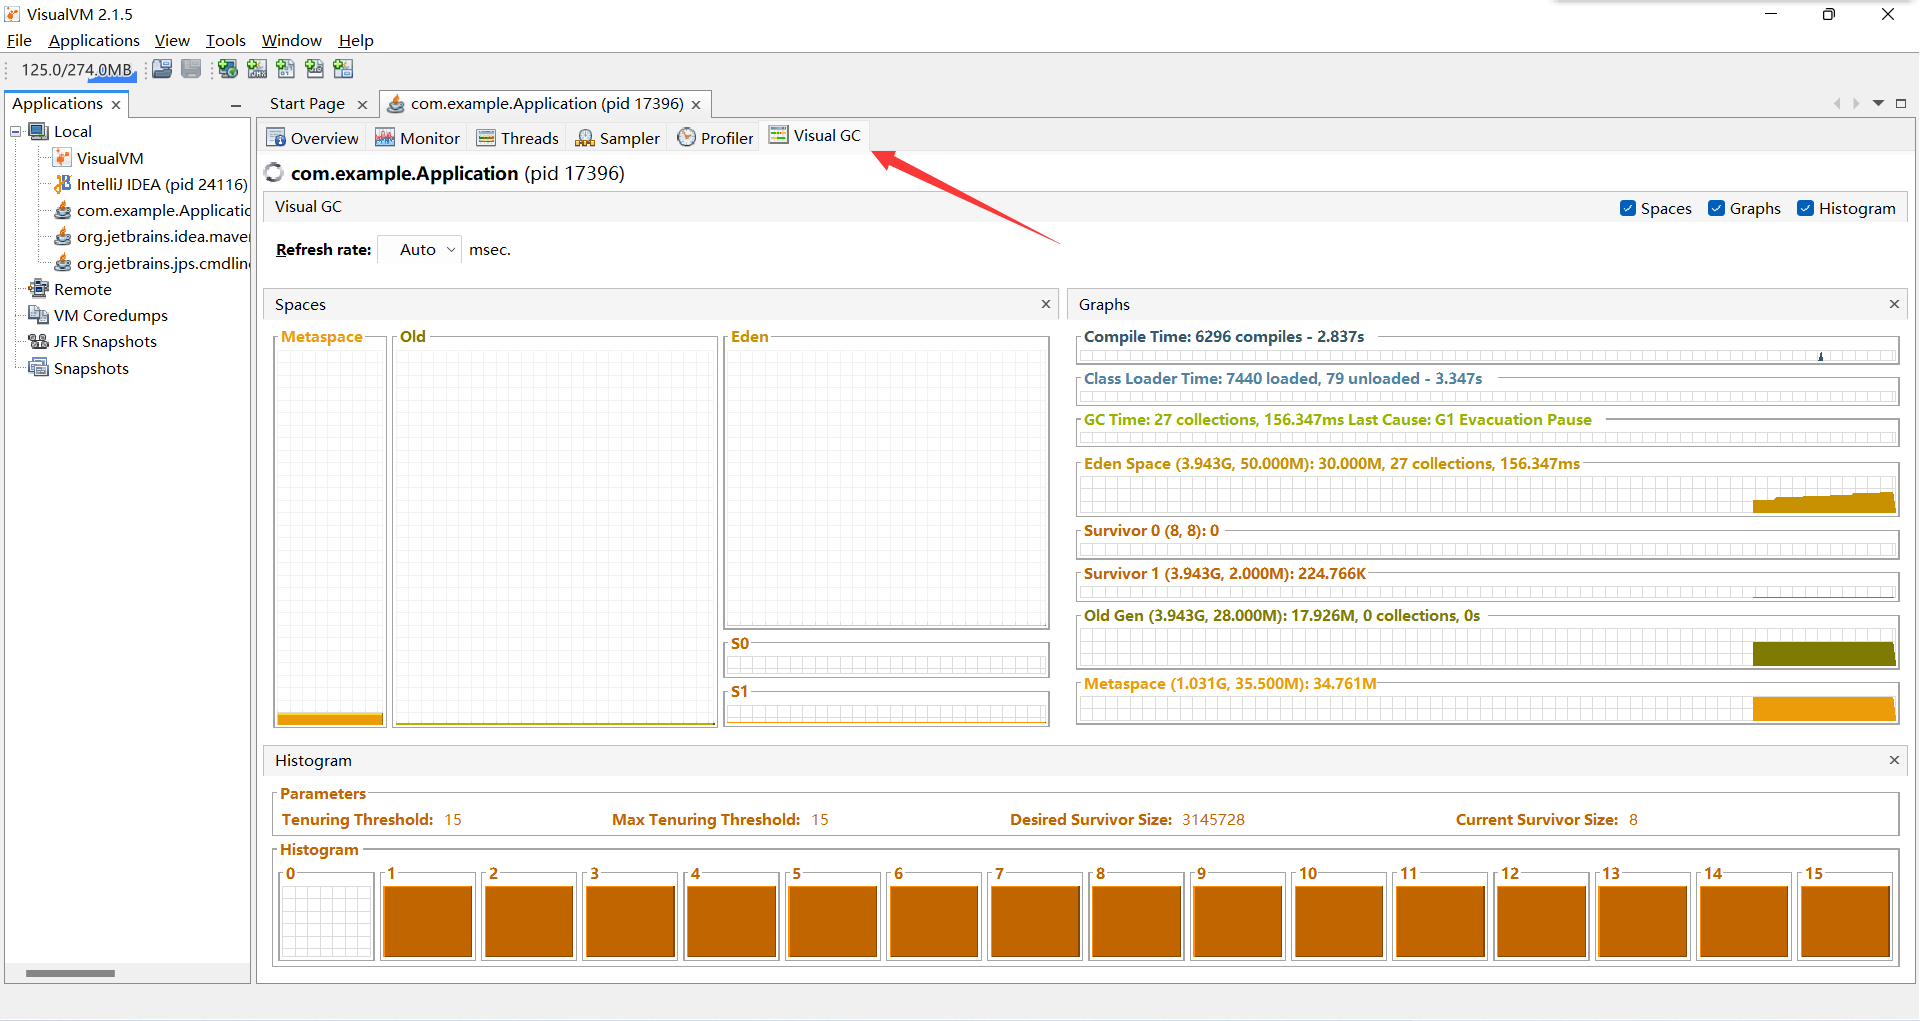 VisualVM 2.1.5
File Applications View Tools Window Help
125.0/274.0MB
Applications
Start Page
com.example.Application (pid 17396)
Local
VisualVM
IntelliJ IDEA (pid 24116)
com.example.Applicatio
org.jetbrains.idea.maver
org.jetbrains.jps.cmdlin
Remote
VM Coredumps
JFR Snapshots
Snapshots
Overview Monitor Threads Sampler Profiler Visual GC
com.example.Application (pid 17396)
Visual GC
Spaces Graphs Histogram
Refresh rate: Auto msec.
Spaces
Metaspace
Old
Eden
S0
S1
Graphs
Compile Time: 6296 compiles - 2.837s
Class Loader Time: 7440 loaded, 79 unloaded - 3.347s
GC Time: 27 collections, 156.347ms Last Cause: G1 Evacuation Pause
Eden Space (3.943G, 50.000M): 30.000M, 27 collections, 156.347ms
Survivor 0 (8, 8): 0
Survivor 1 (3.943G, 2.000M): 224.766K
Old Gen (3.943G, 28.000M): 17.926M, 0 collections, 0s
Metaspace (1.031G, 35.500M): 34.761M
Histogram
Parameters
Tenuring Threshold: 15 Max Tenuring Threshold: 15 Desired Survivor Size: 3145728 Current Survivor Size: 8
Histogram
0 1 2 3 4 5 6 7 8 9 10 11 12 13 14 15